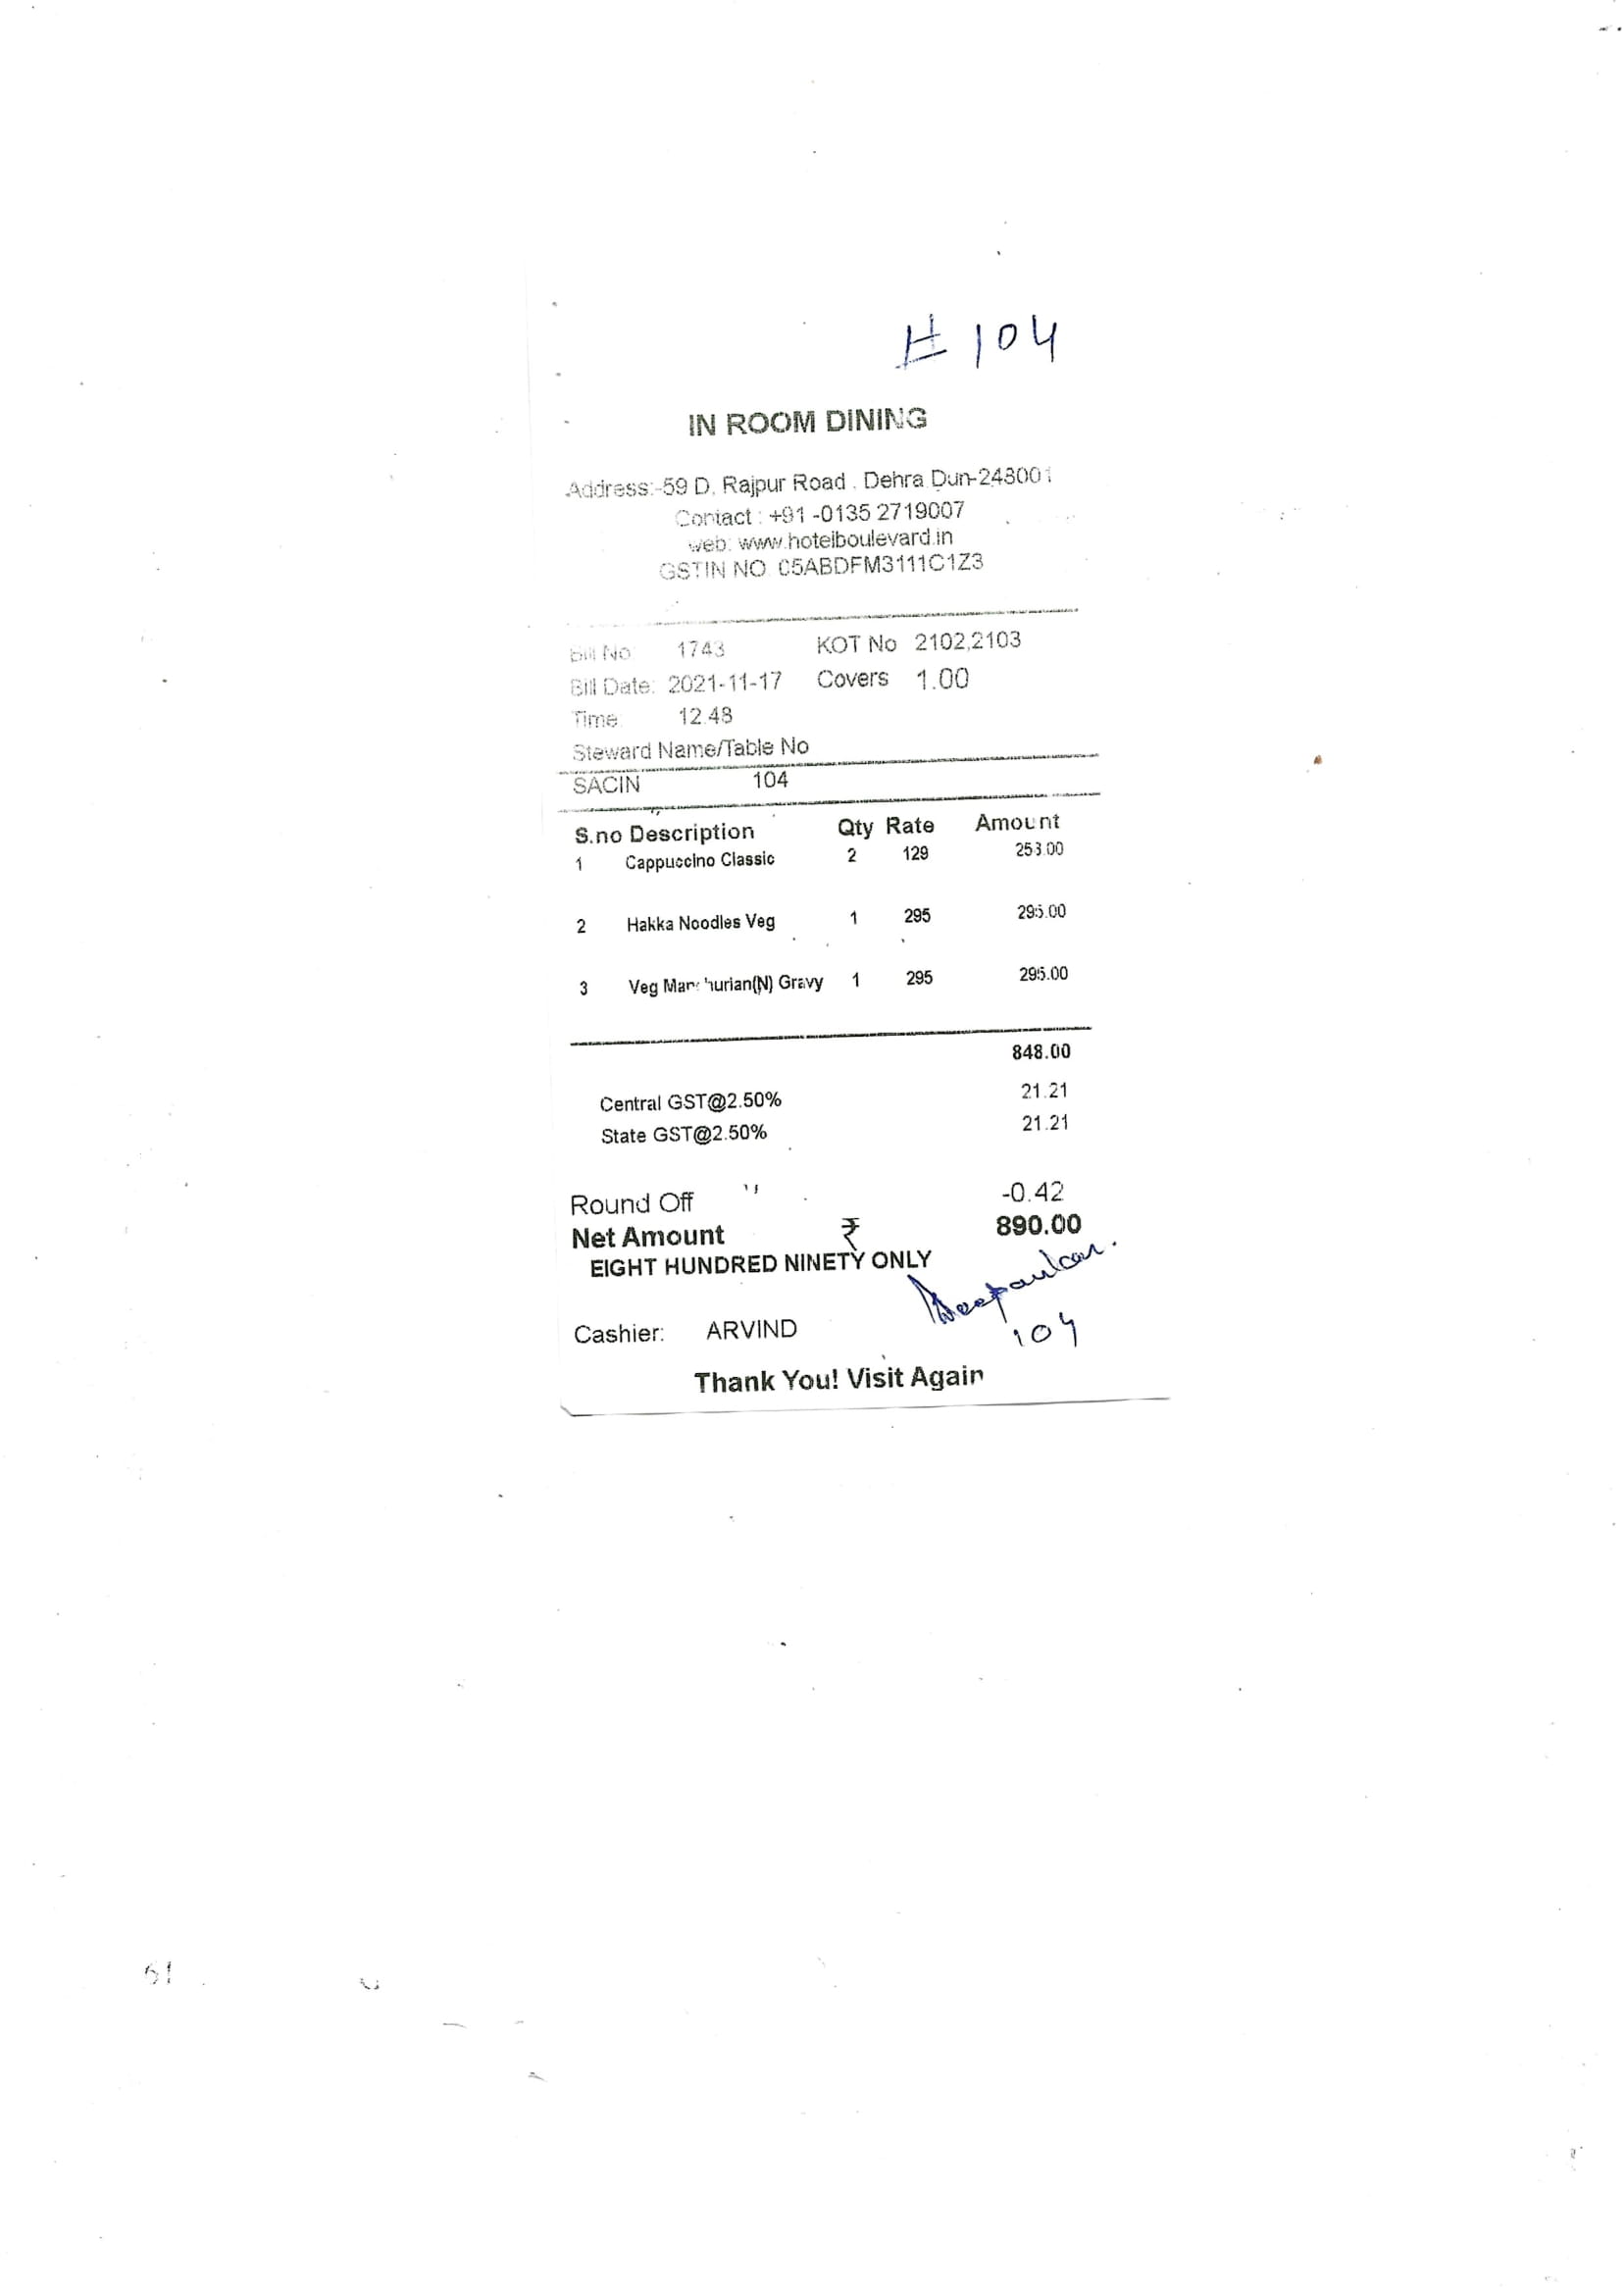 # 104
IN ROOM DINING
Address:-59 D, Rajpur Road , Dehra Dun-248001
Contact : +91 -0135 2719007
web: www.hotelboulevard.in
GSTIN NO 05ABDFM3111C1Z3
Bill No: 1743 KOT No 2102,2103
Bill Date: 2021-11-17 Covers 1.00
Time 12:48
Steward Name/Table No
SACIN 104
S.no Description Qty Rate Amount
1 Cappuccino Classic 2 129 258.00
2 Hakka Noodles Veg 1 295 295.00
3 Veg Manchurian(N) Gravy 1 295 295.00
848.00
Central GST@2.50% 21.21
State GST@2.50% 21.21
Round Off -0.42
Net Amount ₹ 890.00
EIGHT HUNDRED NINETY ONLY
Cashier: ARVIND
104
Thank You! Visit Again